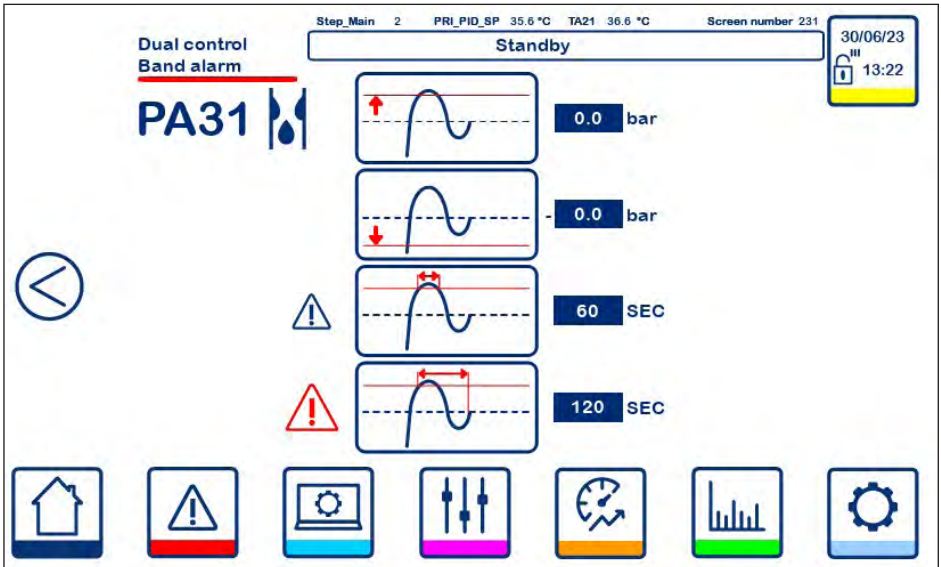 Step_Main 2 PRI_PID_SP 35.6 °C TA21 36.6 °C Screen number 231
Standby
30/06/23
III
13:22
Dual control
Band alarm
PA31
0.0 bar
- 0.0 bar
60 SEC
120 SEC